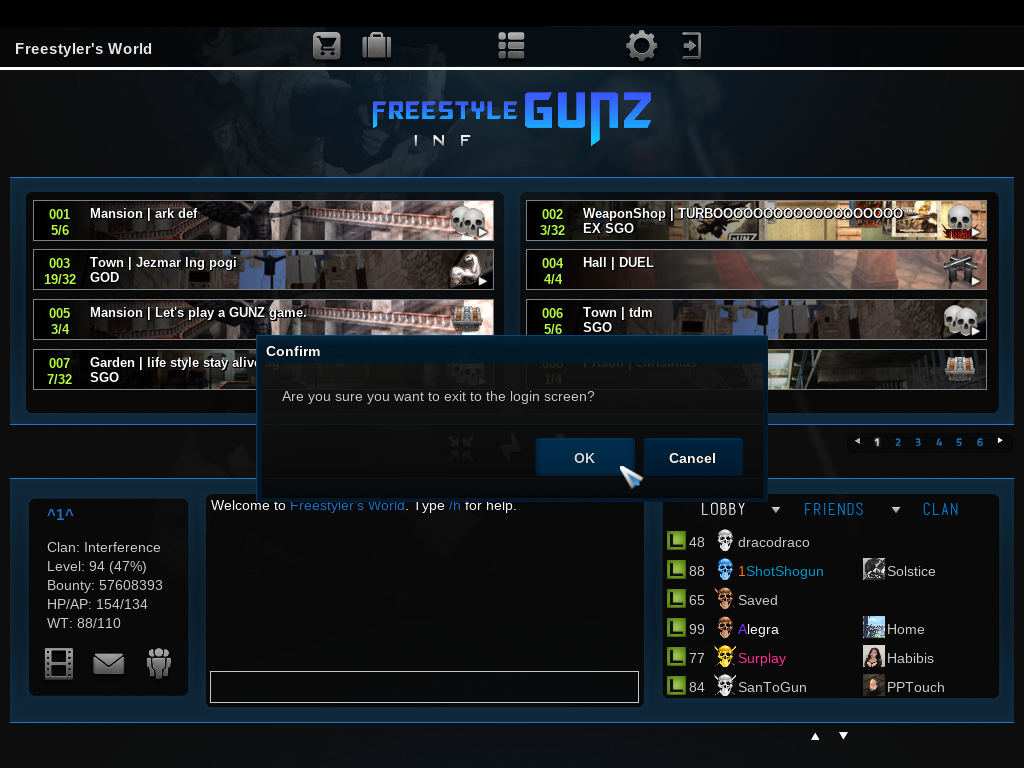 Freestyler's World
FREESTYLE GUNZ
INF
001
5/6
Mansion | ark def
002
3/32
WeaponShop | TURBOOOOOOOOOOOOOOOOOOO
EX SGO
003
19/32
Town | Jezmar Ing pogi
GOD
004
4/4
Hall | DUEL
005
3/4
Mansion | Let's play a GUNZ game.
006
5/6
Town | tdm
SGO
007
7/32
Garden | life style stay alive sg
SGO
008
1/4
Prison | christmas
Confirm
Are you sure you want to exit to the login screen?
OK
Cancel
1 2 3 4 5 6
^1^
Clan: Interference
Level: 94 (47%)
Bounty: 57608393
HP/AP: 154/134
WT: 88/110
Welcome to Freestyler's World. Type /h for help.
LOBBY FRIENDS CLAN
L 48 dracodraco
L 88 1ShotShogun Solstice
L 65 Saved
L 99 Alegra Home
L 77 Surplay Habibis
L 84 SanToGun PPTouch